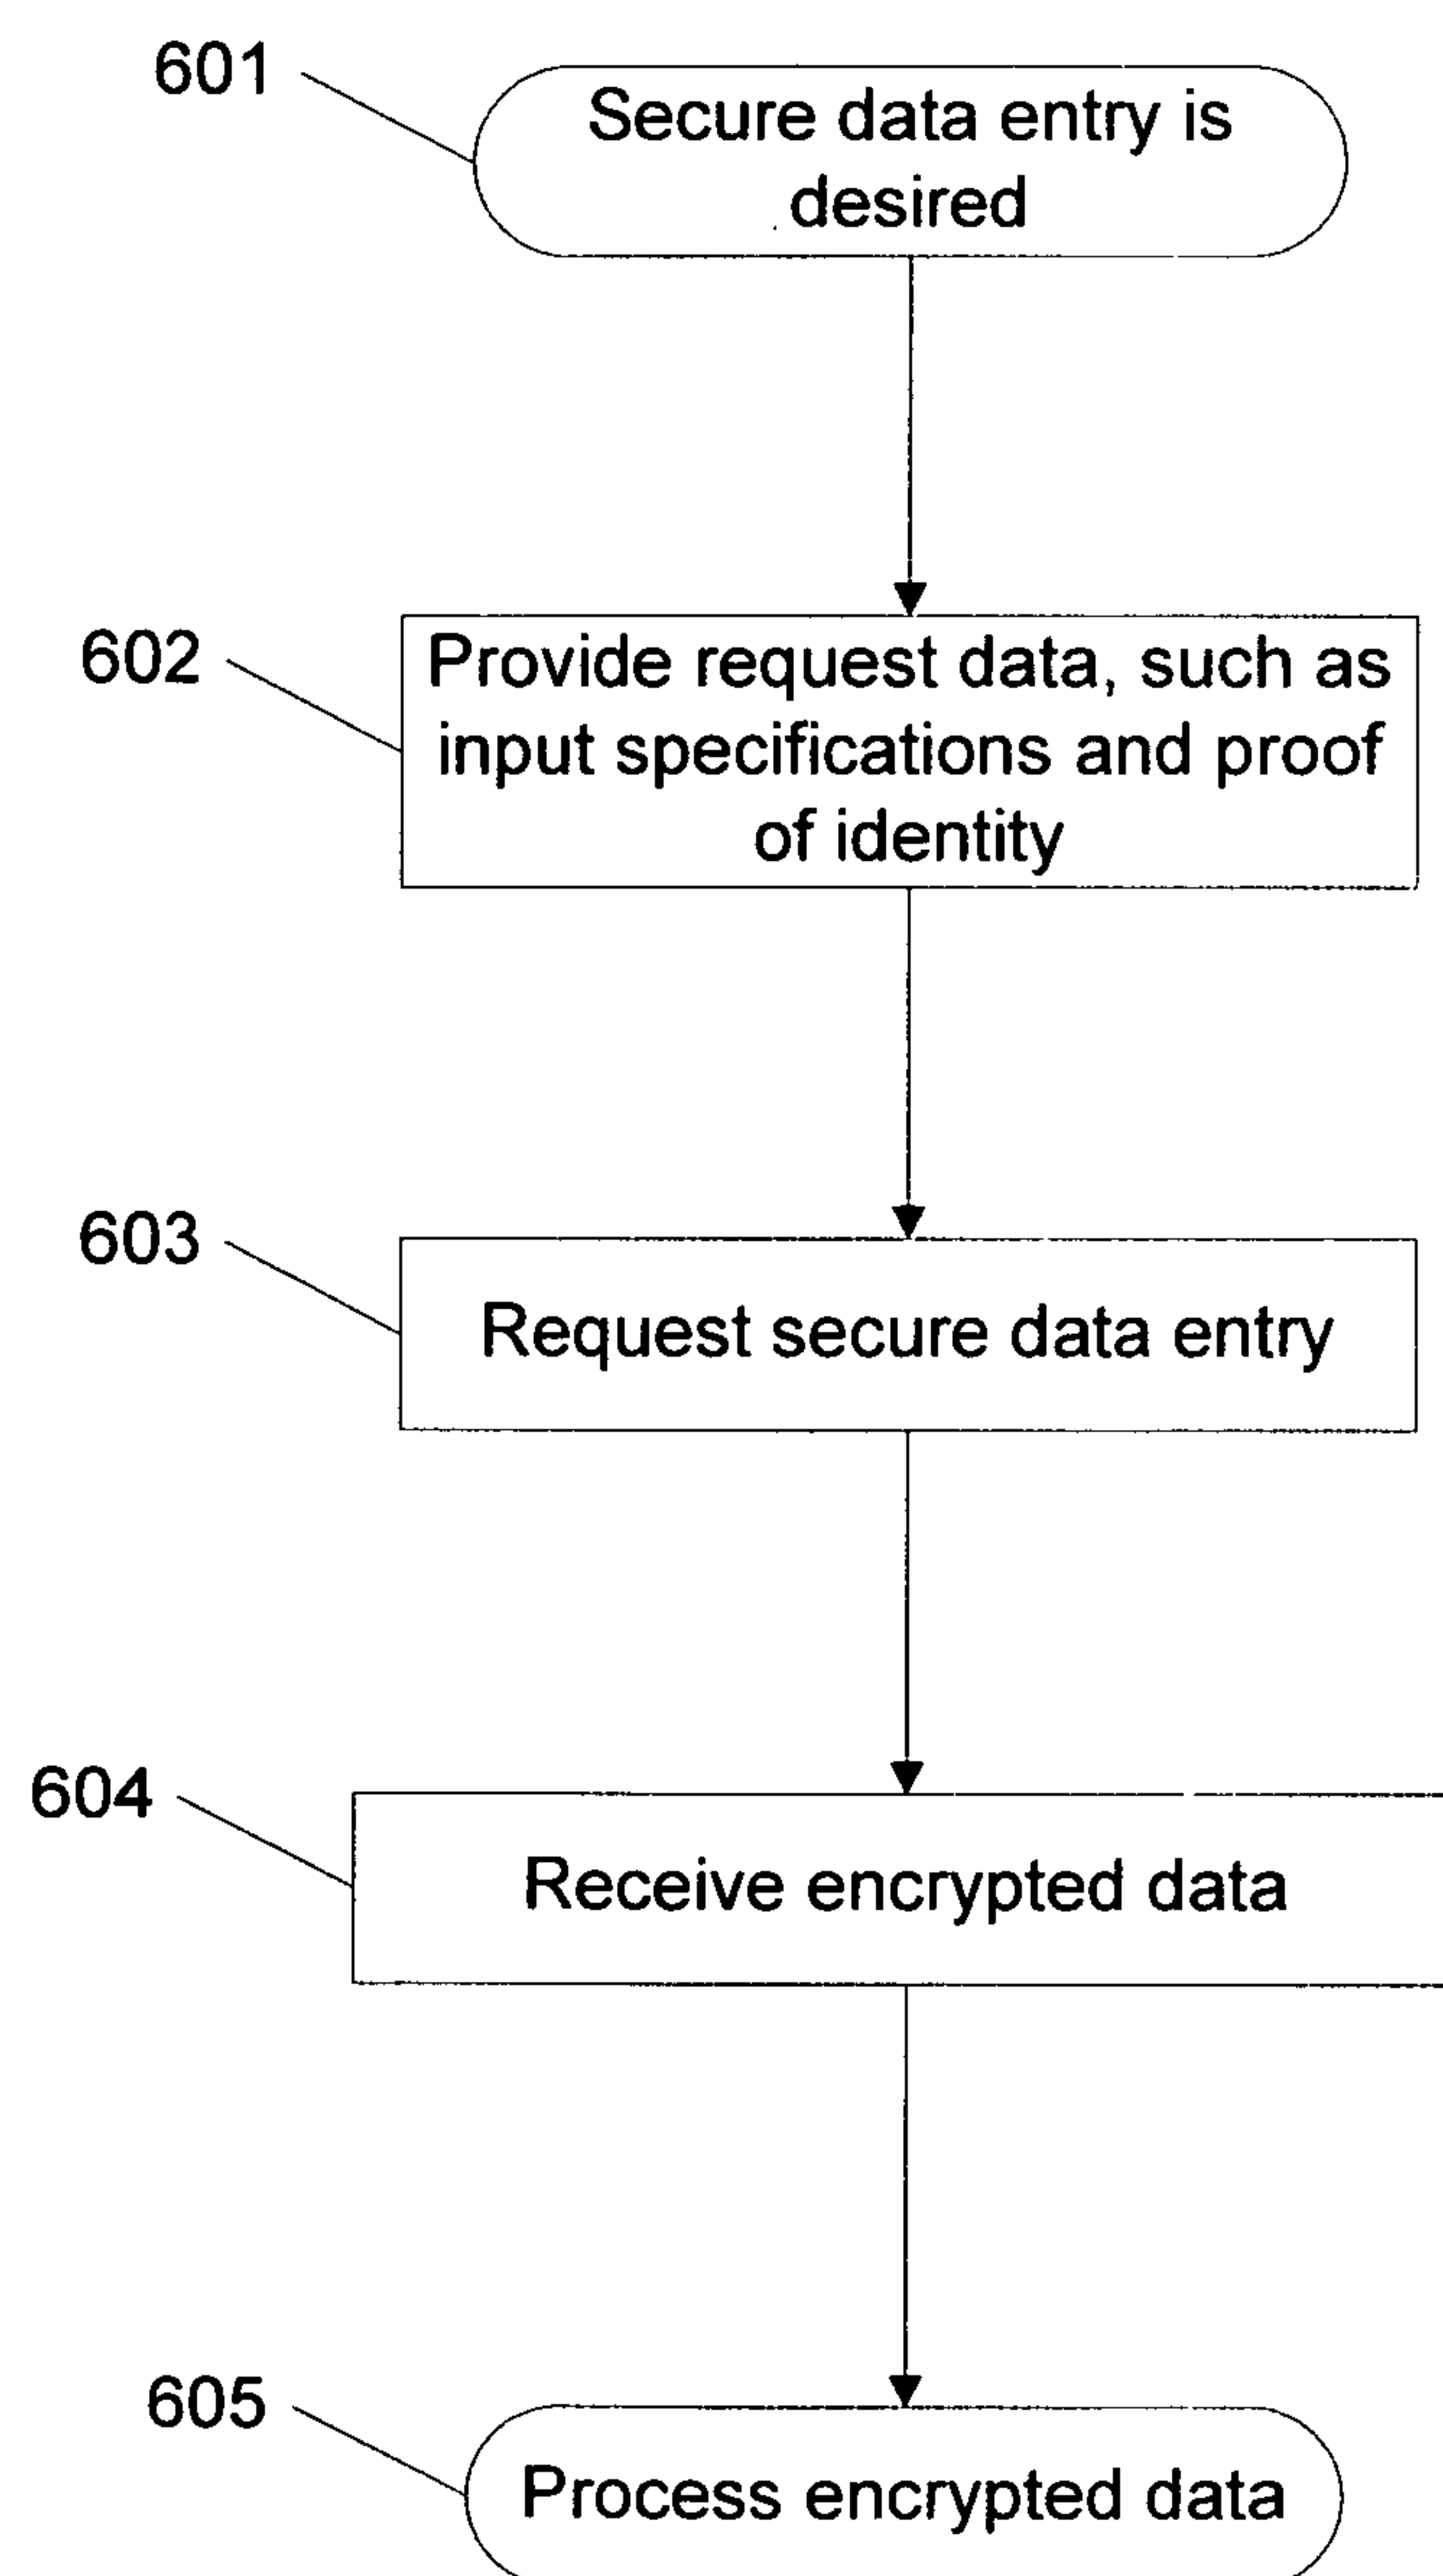 601
Secure data entry is
desired
602
Provide request data, such as
input specifications and proof
of identity
603
Request secure data entry
604
Receive encrypted data
605
Process encrypted data